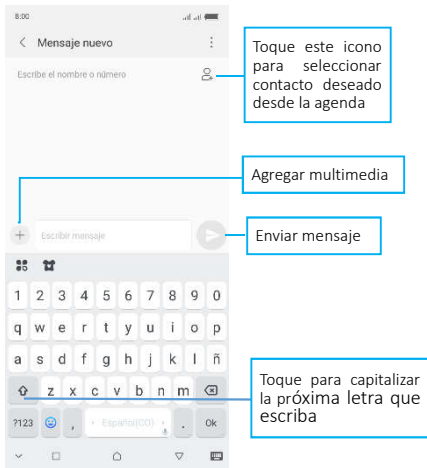 8:00
Mensaje nuevo
Escribe el nombre o número
Toque este icono
para seleccionar
contacto deseado
desde la agenda
Agregar multimedia
Escribir mensaje
Enviar mensaje
1 2 3 4 5 6 7 8 9 0
q w e r t y u i o p
a s d f g h j k l ñ
z x c v b n m
Toque para capitalizar
la próxima letra que
escriba
?123 , Español(CO) . Ok